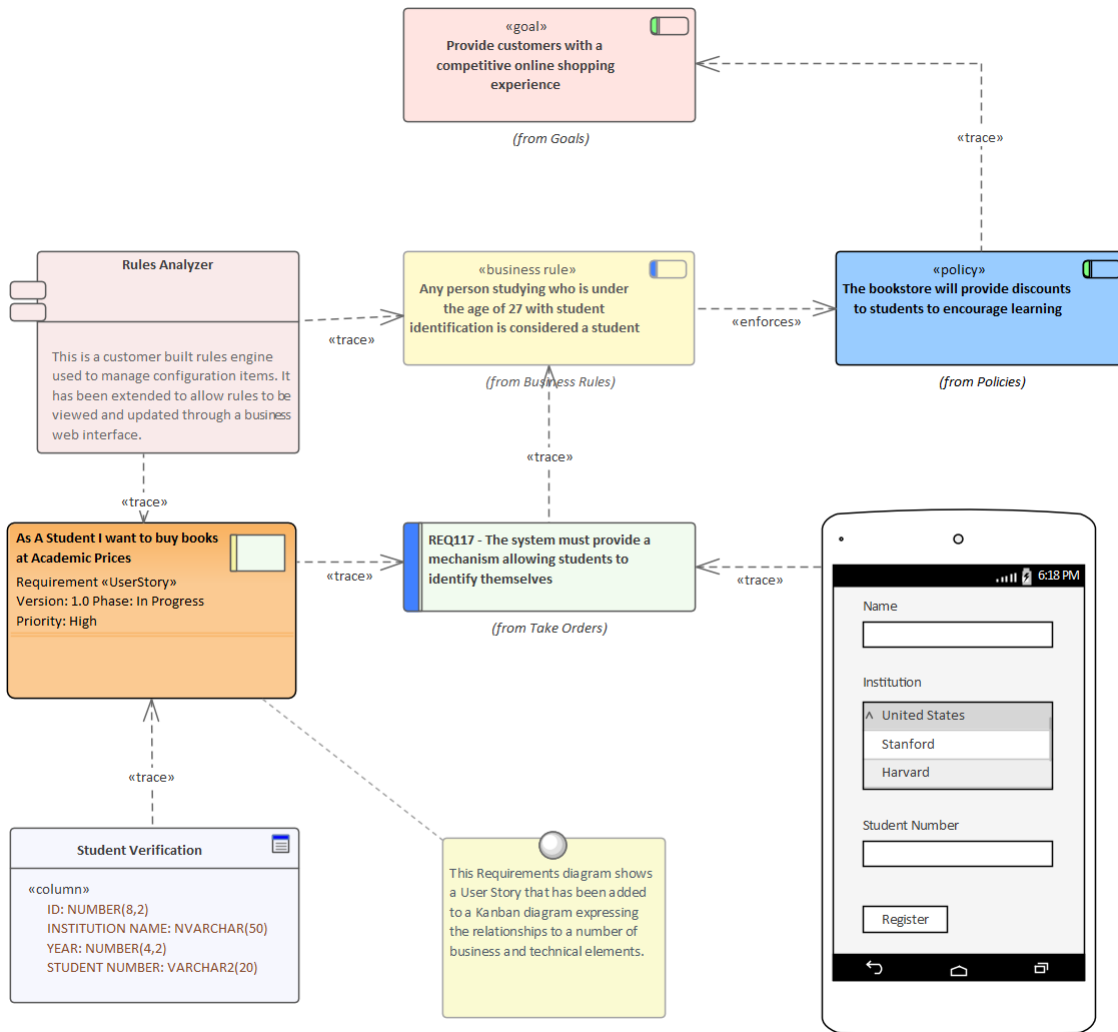 «goal»
Provide customers with a
competitive online shopping
experience
(from Goals)
«trace»
Rules Analyzer
This is a customer built rules engine
used to manage configuration items. It
has been extended to allow rules to be
viewed and updated through a business
web interface.
«trace»
«business rule»
Any person studying who is under
the age of 27 with student
identification is considered a student
(from Business Rules)
«enforces»
«policy»
The bookstore will provide discounts
to students to encourage learning
(from Policies)
«trace»
«trace»
As A Student I want to buy books
at Academic Prices
Requirement «UserStory»
Version: 1.0 Phase: In Progress
Priority: High
«trace»
REQ117 - The system must provide a
mechanism allowing students to
identify themselves
(from Take Orders)
«trace»
6:18 PM
Name
Institution
^ United States
Stanford
Harvard
Student Number
Register
«trace»
Student Verification
«column»
ID: NUMBER(8,2)
INSTITUTION NAME: NVARCHAR(50)
YEAR: NUMBER(4,2)
STUDENT NUMBER: VARCHAR2(20)
This Requirements diagram shows
a User Story that has been added
to a Kanban diagram expressing
the relationships to a number of
business and technical elements.